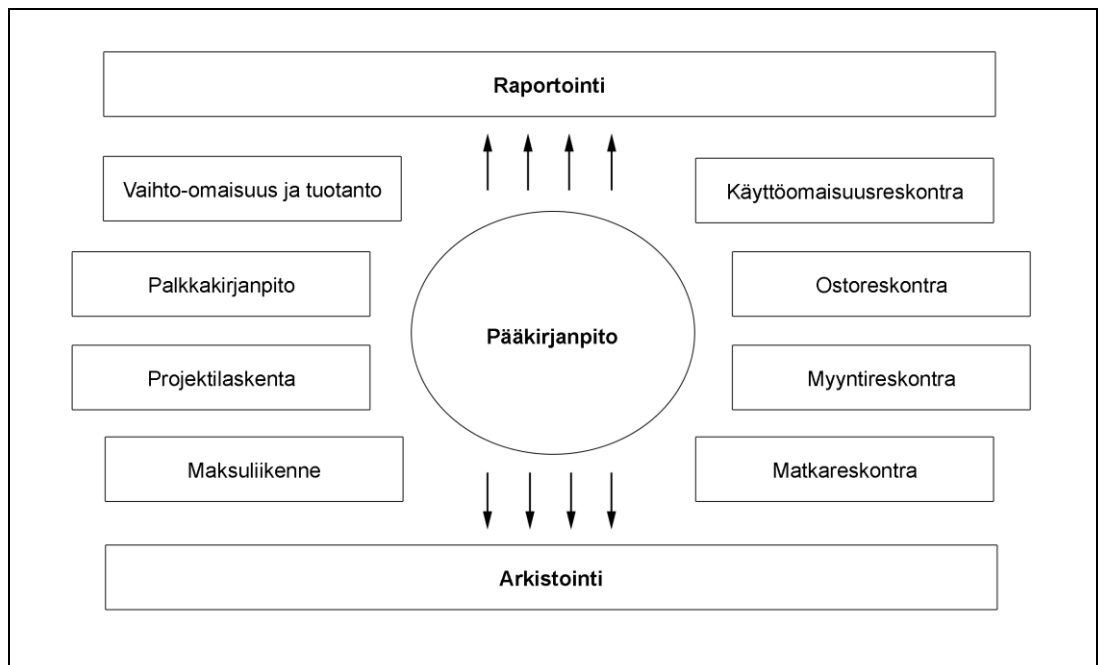 Raportointi
Vaihto-omaisuus ja tuotanto
Käyttöomaisuusreskontra
Palkkakirjanpito
Ostoreskontra
Pääkirjanpito
Projektilaskenta
Myyntireskontra
Maksuliikenne
Matkareskontra
Arkistointi